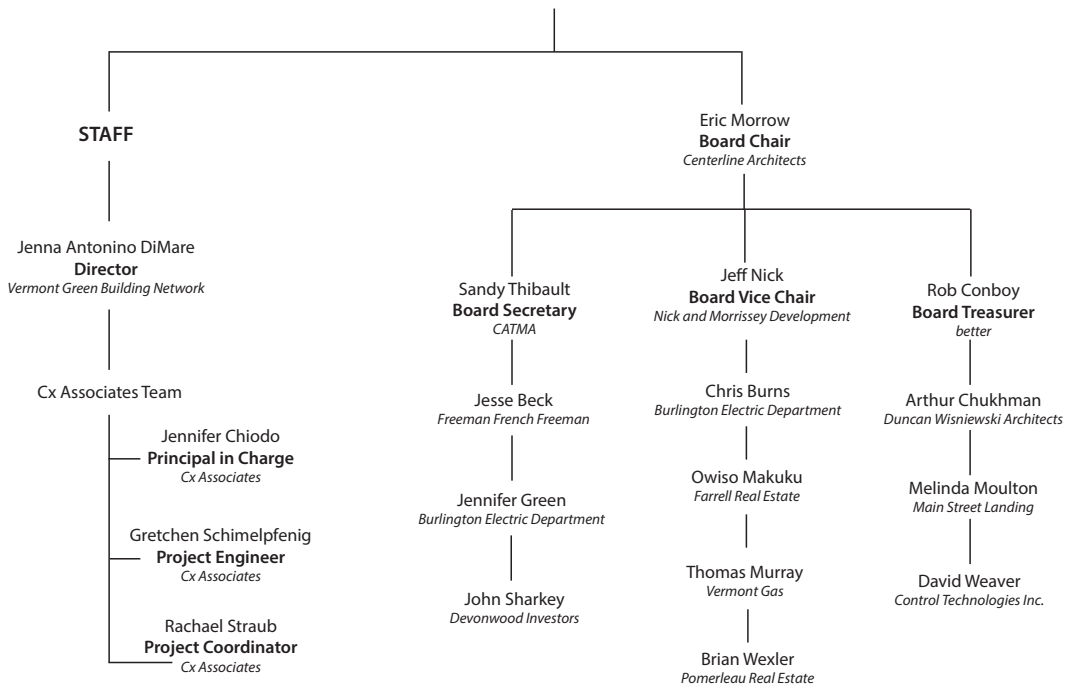 STAFF
Jenna Antonino DiMare
Director
Vermont Green Building Network
Cx Associates Team
Jennifer Chiodo
Principal in Charge
Cx Associates
Gretchen Schimelpfenig
Project Engineer
Cx Associates
Rachael Straub
Project Coordinator
Cx Associates
Eric Morrow
Board Chair
Centerline Architects
Sandy Thibault
Board Secretary
CATMA
Jesse Beck
Freeman French Freeman
Jennifer Green
Burlington Electric Department
John Sharkey
Devonwood Investors
Jeff Nick
Board Vice Chair
Nick and Morrissey Development
Chris Burns
Burlington Electric Department
Owiso Makuku
Farrell Real Estate
Thomas Murray
Vermont Gas
Brian Wexler
Pomerleau Real Estate
Rob Conboy
Board Treasurer
better
Arthur Chukhman
Duncan Wisniewski Architects
Melinda Moulton
Main Street Landing
David Weaver
Control Technologies Inc.